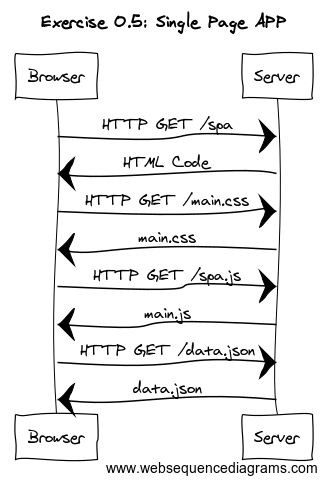 Exercise 0.5: Single Page APP
Browser
Server
HTTP GET /spa
HTML Code
HTTP GET /main.css
main.css
HTTP GET /spa.js
main.js
HTTP GET /data.json
data.json
Browser
Server
www.websequencediagrams.com